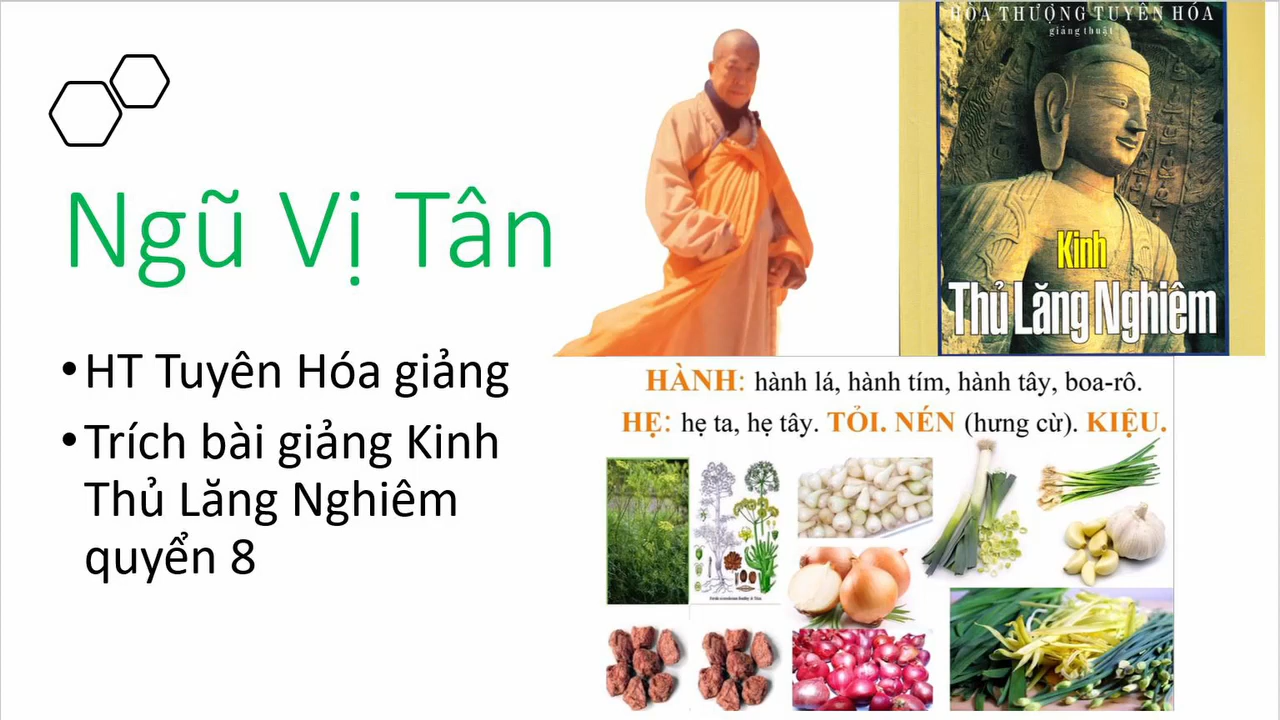 Ngũ Vị Tân
•HT Tuyên Hóa giảng
•Trích bài giảng Kinh
Thủ Lăng Nghiêm
quyển 8
HÒA THƯỢNG TUYÊN HÓA
giảng thuật
Kinh
Thủ Lăng Nghiêm
HÀNH: hành lá, hành tím, hành tây, boa-rô.
HẸ: hẹ ta, hẹ tây. TỎI. NÉN (hưng cừ). KIỆU.